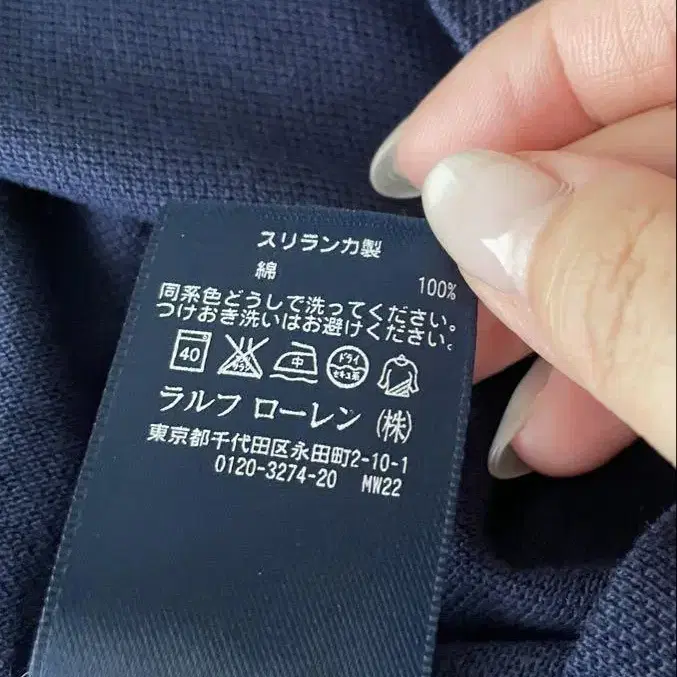 スリランカ製
綿 100%
同系色どうしで洗ってください。
つけおき洗いはお避けください。
40 中 ドライ
ラルフ ローレン (株)
東京都千代田区永田町2-10-1
0120-3274-20 MW22